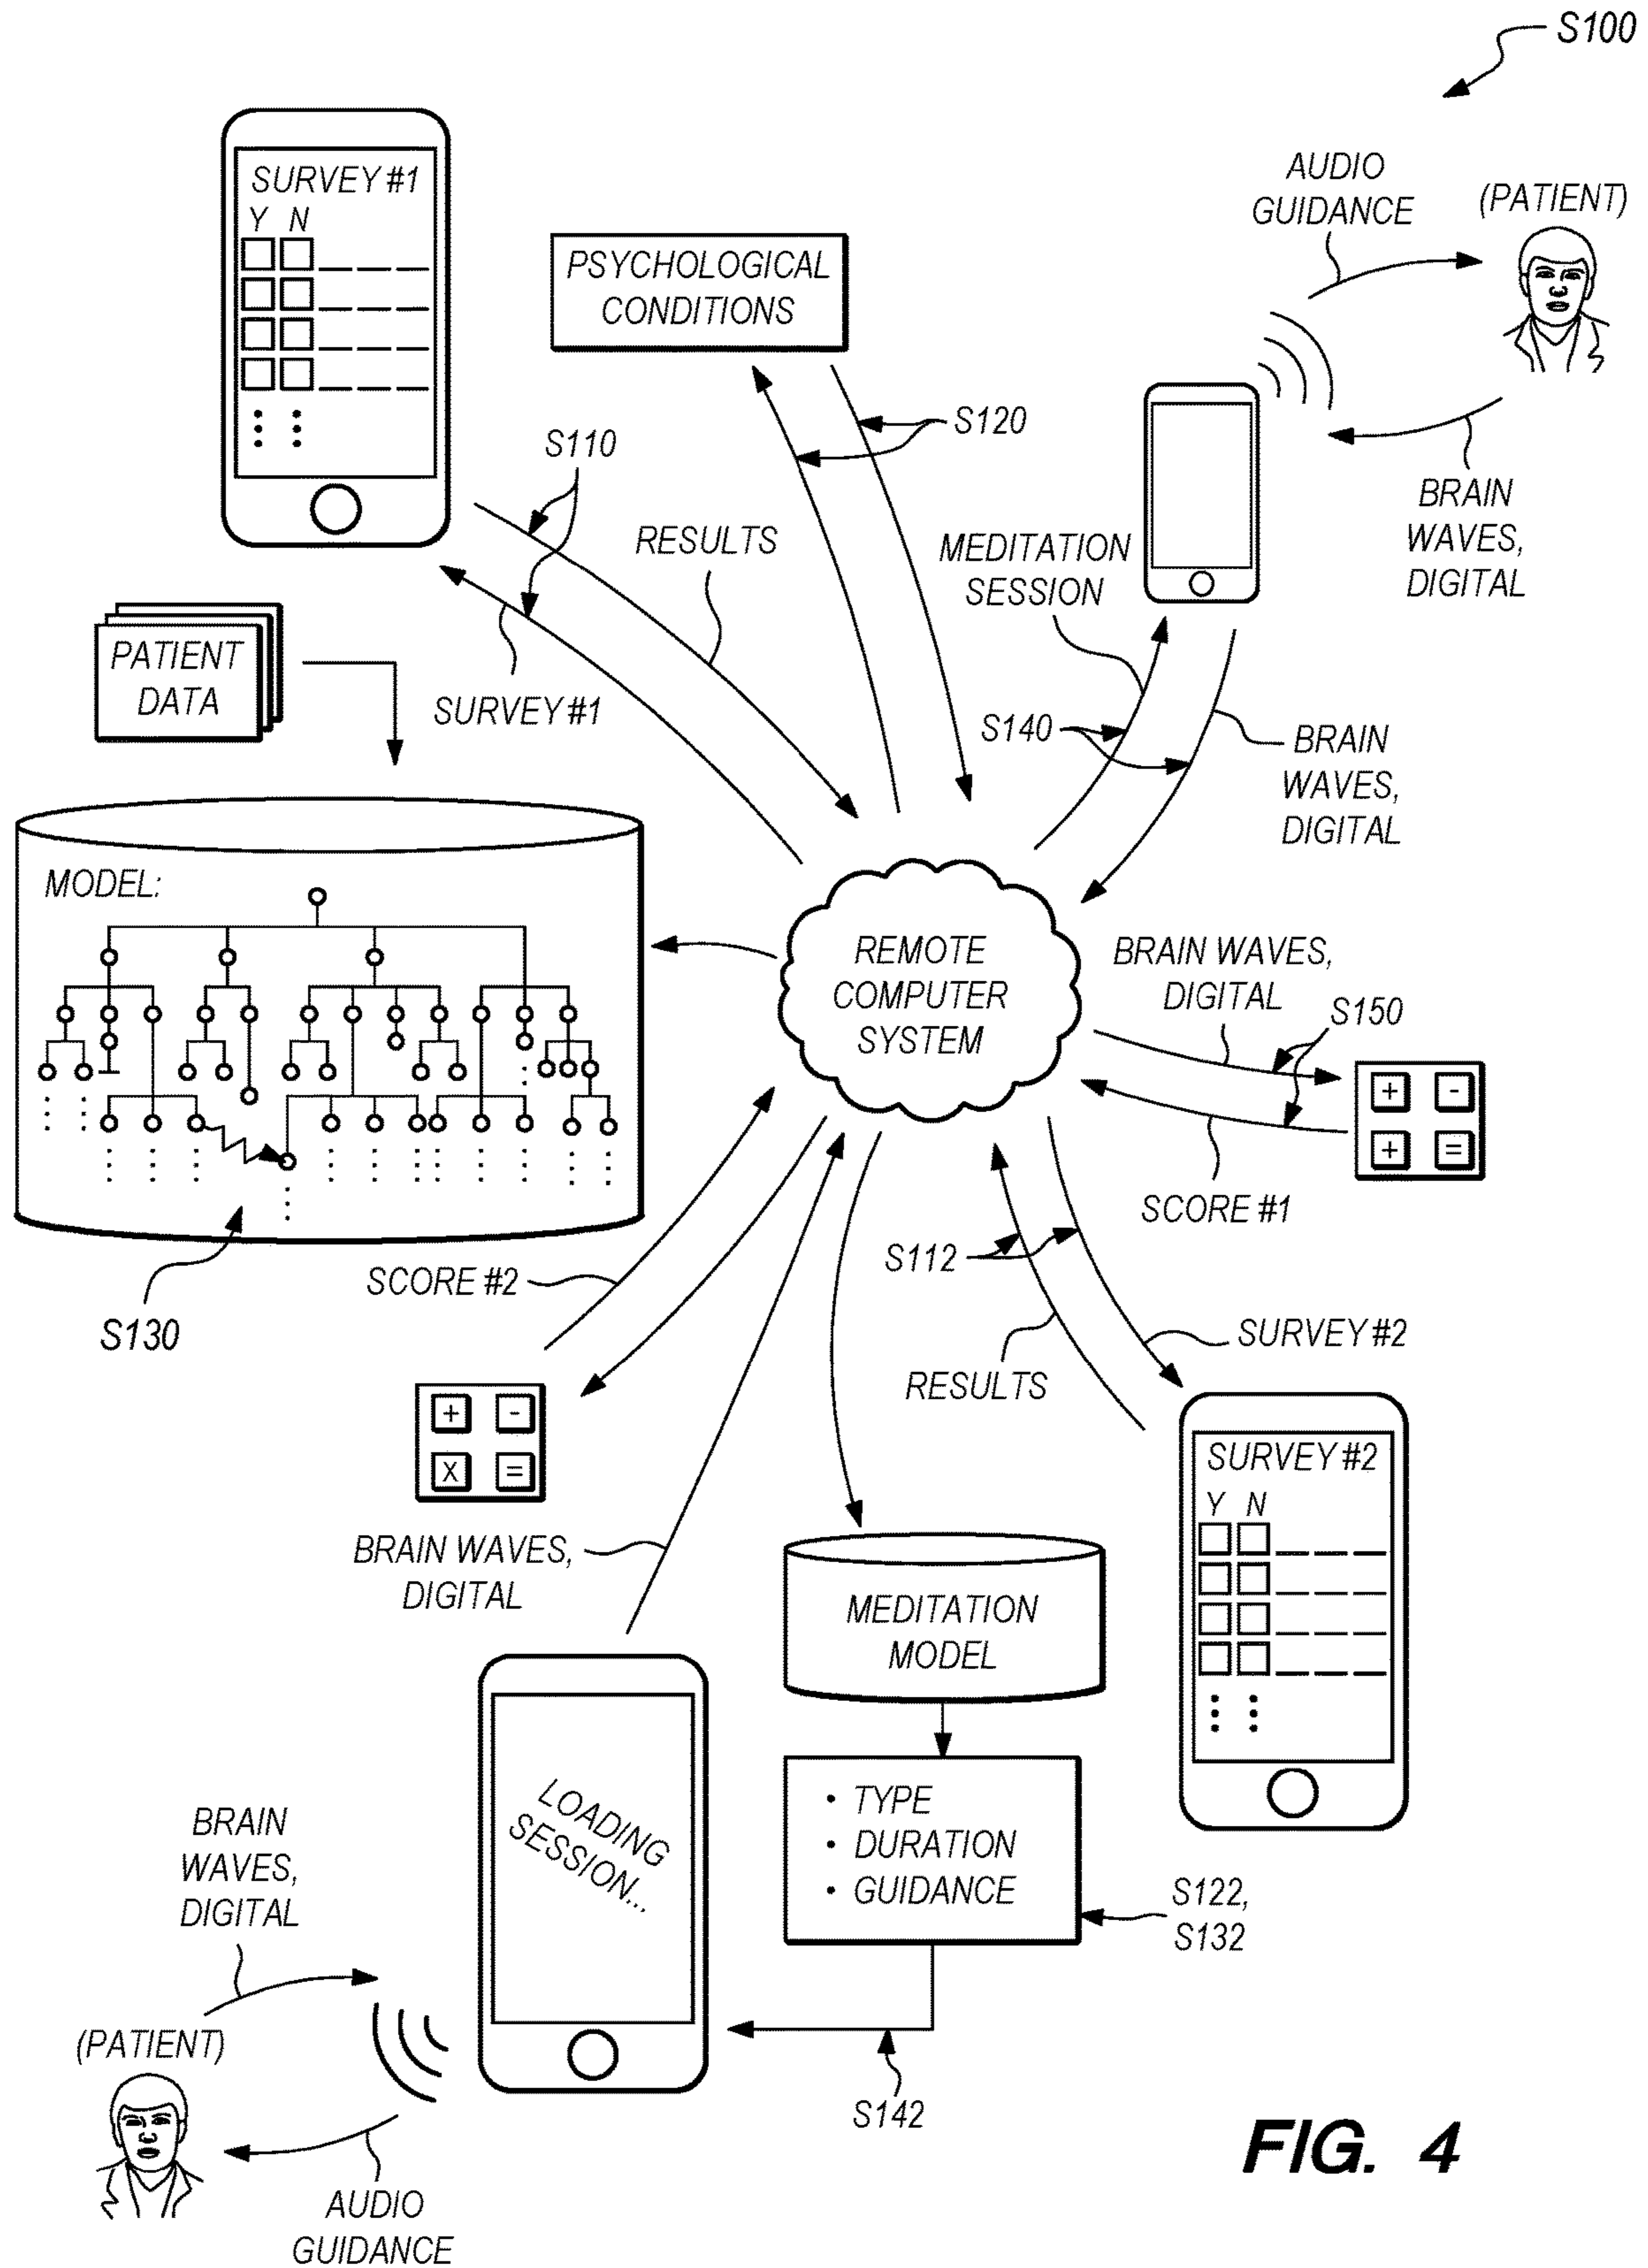 S100
AUDIO
GUIDANCE
(PATIENT)
SURVEY #1
Y N
PSYCHOLOGICAL
CONDITIONS
S120
S110
RESULTS
BRAIN
WAVES,
DIGITAL
MEDITATION
SESSION
PATIENT
DATA
SURVEY #1
S140
BRAIN
WAVES,
DIGITAL
MODEL:
REMOTE
COMPUTER
SYSTEM
BRAIN WAVES,
DIGITAL
S150
+ -
+ =
SCORE #1
S112
SCORE #2
S130
SURVEY #2
RESULTS
+ -
X =
SURVEY #2
Y N
BRAIN WAVES,
DIGITAL
MEDITATION
MODEL
LOADING
SESSION...
• TYPE
• DURATION
• GUIDANCE
S122,
S132
BRAIN
WAVES,
DIGITAL
(PATIENT)
S142
AUDIO
GUIDANCE
FIG. 4